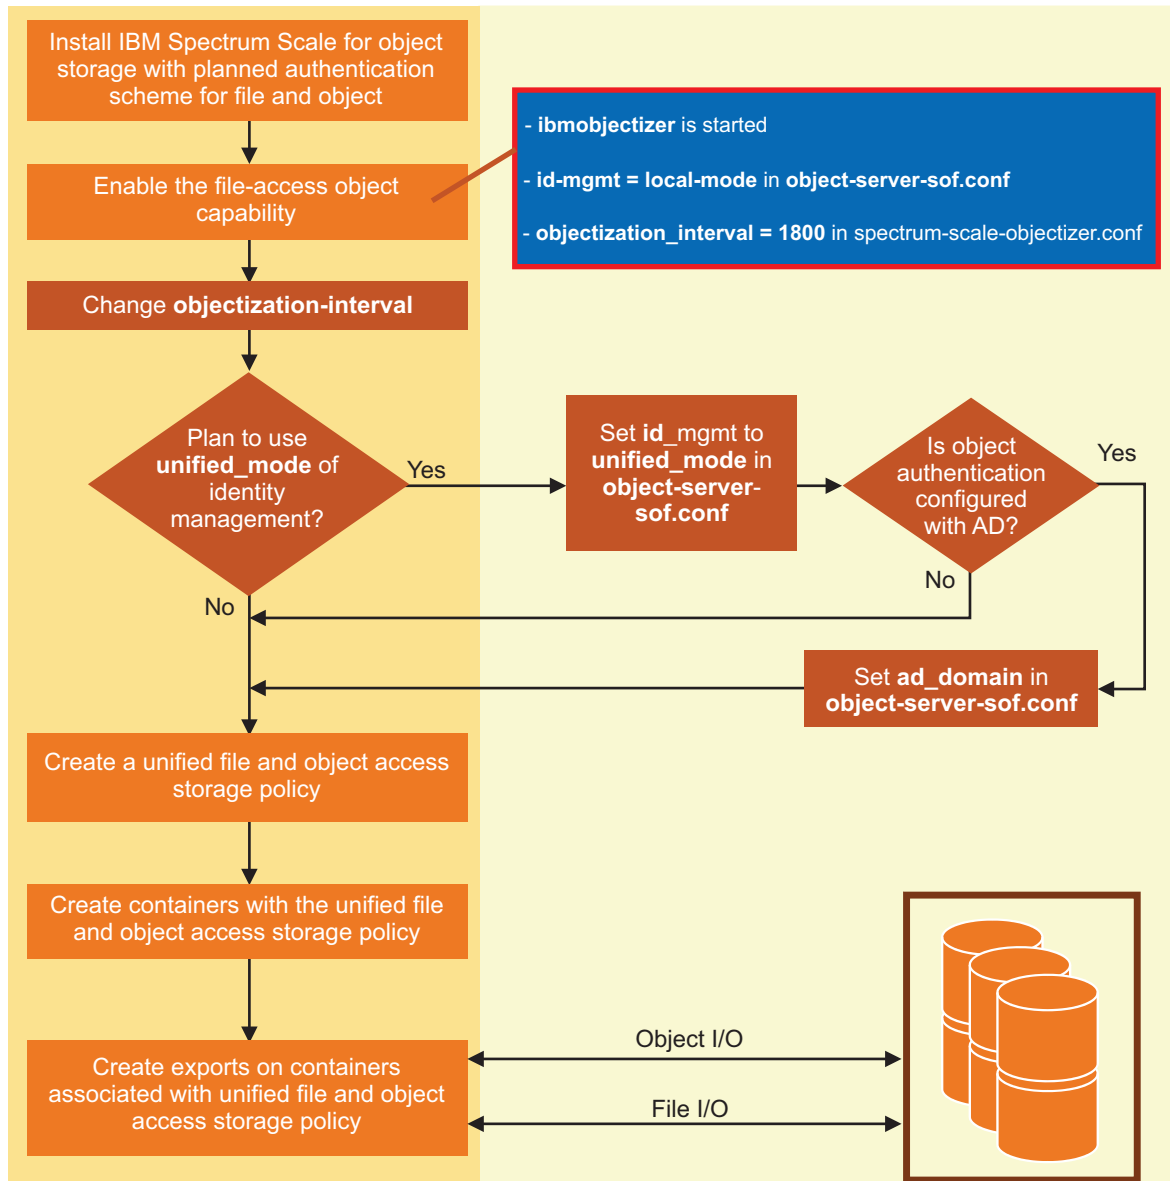 Install IBM Spectrum Scale for object
storage with planned authentication
scheme for file and object
- ibmobjectizer is started
Enable the file-access object
capability
- id-mgmt = local-mode in object-server-sof.conf
- objectization_interval = 1800 in spectrum-scale-objectizer.conf
Change objectization-interval
Plan to use
unified_mode of
identity
management?
Yes
Set id_mgmt to
unified_mode in
object-server-
sof.conf
Is object
authentication
configured
with AD?
Yes
No
No
Set ad_domain in
object-server-sof.conf
Create a unified file and object access
storage policy
Create containers with the unified file
and object access storage policy
Create exports on containers
associated with unified file and object
access storage policy
Object I/O
File I/O